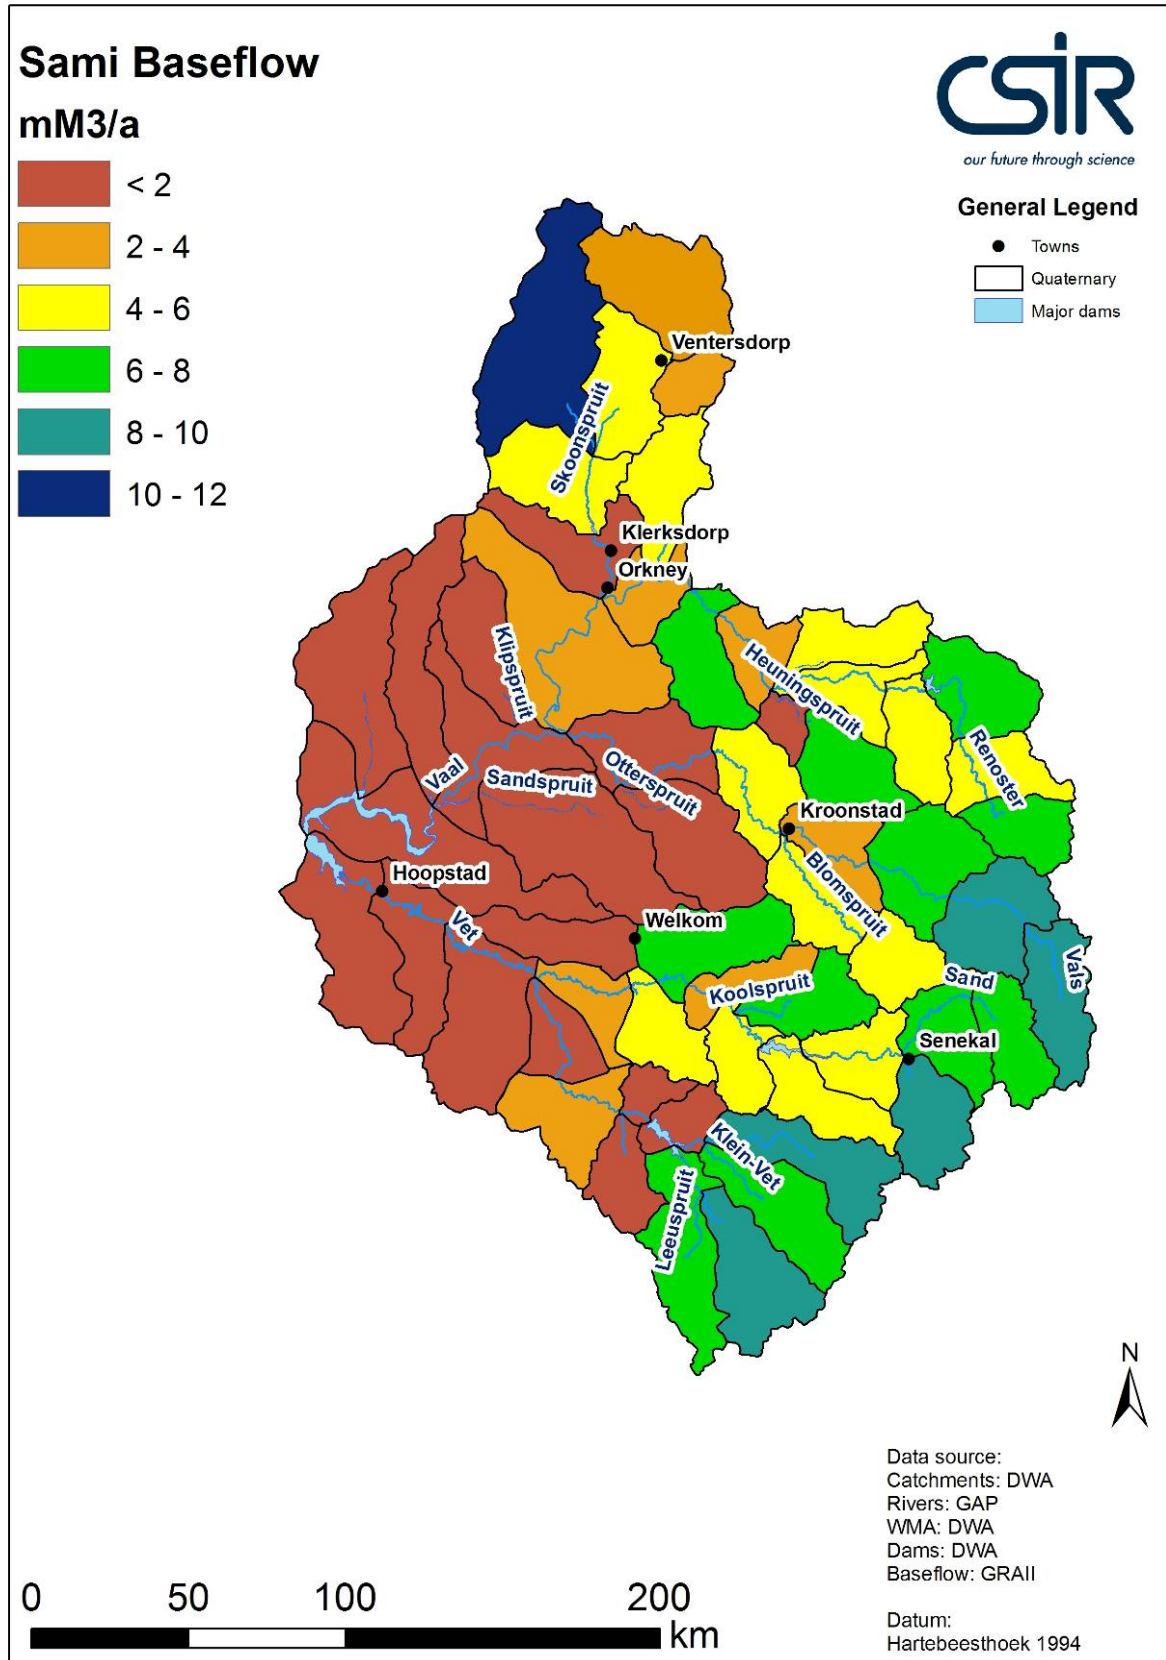 Sami Baseflow
mM3/a
< 2
2 - 4
4 - 6
6 - 8
8 - 10
10 - 12
CSIR
our future through science
General Legend
Towns
Quaternary
Major dams
Ventersdorp
Skoonspruit
Klerksdorp
Orkney
Klipspruit
Heuningspruit
Renoster
Vaal
Sandspruit
Otterspruit
Kroonstad
Blomspruit
Hoopstad
Vet
Welkom
Koolspruit
Sand
Vals
Senekal
Klein-Vet
Leeuspruit
N
Data source:
Catchments: DWA
Rivers: GAP
WMA: DWA
Dams: DWA
Baseflow: GRAII
Datum:
Hartebeesthoek 1994
0 50 100 200
km